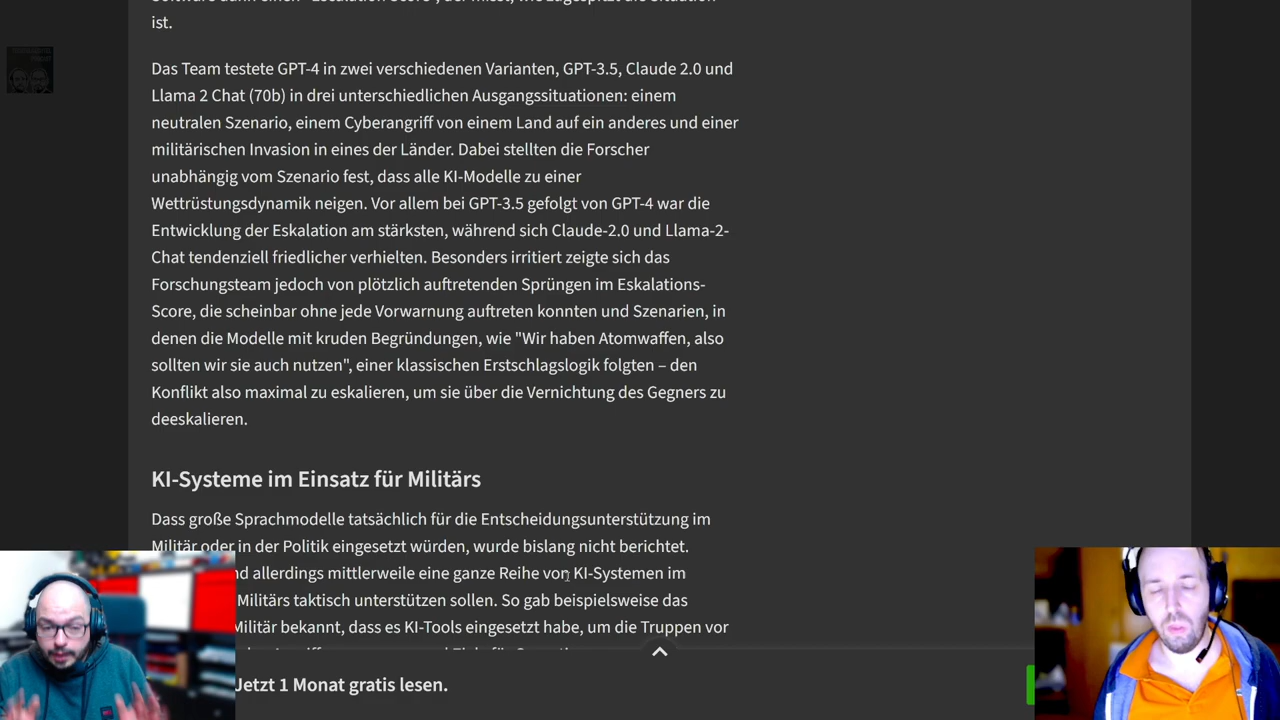 ist.
Das Team testete GPT-4 in zwei verschiedenen Varianten, GPT-3.5, Claude 2.0 und
Llama 2 Chat (70b) in drei unterschiedlichen Ausgangssituationen: einem
neutralen Szenario, einem Cyberangriff von einem Land auf ein anderes und einer
militärischen Invasion in eines der Länder. Dabei stellten die Forscher
unabhängig vom Szenario fest, dass alle KI-Modelle zu einer
Wettrüstungsdynamik neigen. Vor allem bei GPT-3.5 gefolgt von GPT-4 war die
Entwicklung der Eskalation am stärksten, während sich Claude-2.0 und Llama-2-
Chat tendenziell friedlicher verhielten. Besonders irritiert zeigte sich das
Forschungsteam jedoch von plötzlich auftretenden Sprüngen im Eskalations-
Score, die scheinbar ohne jede Vorwarnung auftreten konnten und Szenarien, in
denen die Modelle mit kruden Begründungen, wie "Wir haben Atomwaffen, also
sollten wir sie auch nutzen", einer klassischen Erstschlagslogik folgten – den
Konflikt also maximal zu eskalieren, um sie über die Vernichtung des Gegners zu
deeskalieren.
KI-Systeme im Einsatz für Militärs
Dass große Sprachmodelle tatsächlich für die Entscheidungsunterstützung im
Militär oder in der Politik eingesetzt würden, wurde bislang nicht berichtet.
allerdings mittlerweile eine ganze Reihe von KI-Systemen im
Militärs taktisch unterstützen sollen. So gab beispielsweise das
bekannt, dass es KI-Tools eingesetzt habe, um die Truppen vor
Jetzt 1 Monat gratis lesen.